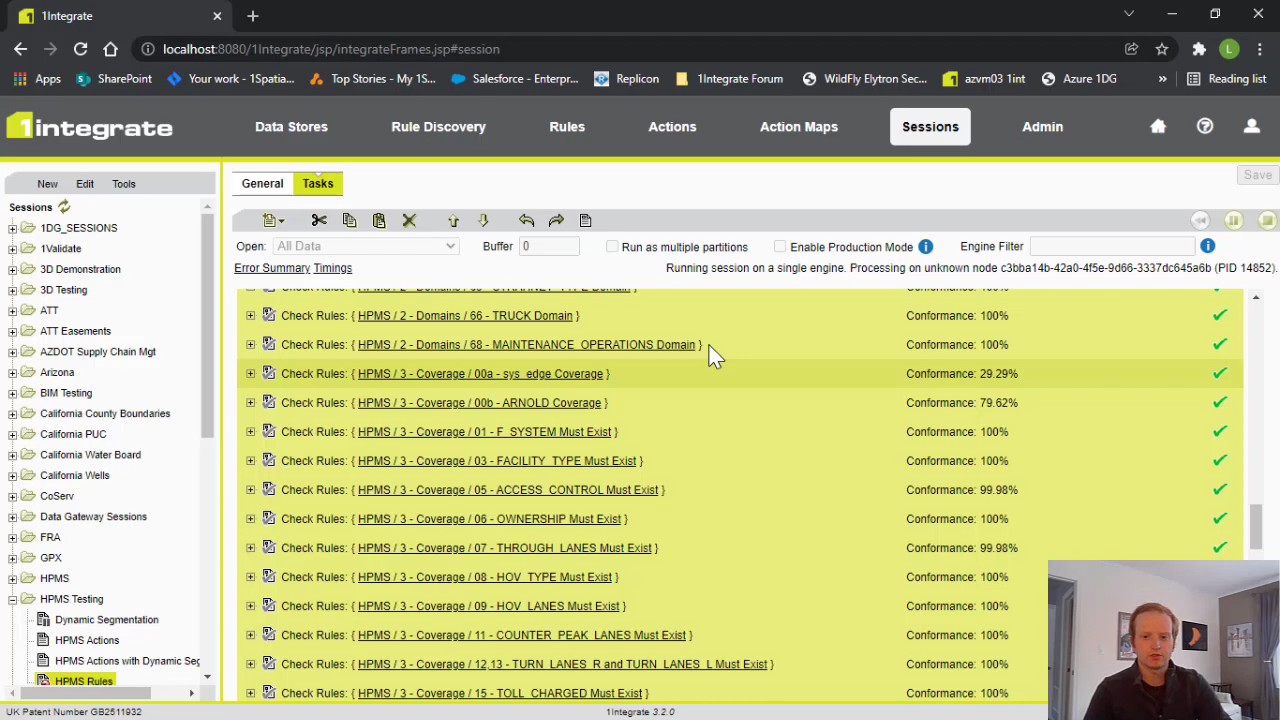 1Integrate
localhost:8080/1Integrate/jsp/integrateFrames.jsp#session
L
Apps SharePoint Your work - 1Spatia... Top Stories - My 1S... Salesforce - Enterpr... Replicon 1Integrate Forum WildFly Elytron Sec... azvm03 1int Azure 1DG » Reading list
1integrate Data Stores Rule Discovery Rules Actions Action Maps Sessions Admin
New Edit Tools
General Tasks
Save
Sessions
Open: All Data Buffer 0 Run as multiple partitions Enable Production Mode Engine Filter
Error Summary Timings Running session on a single engine. Processing on unknown node c3bba14b-42a0-4f5e-9d66-3337dc645a6b (PID 14852).
1DG_SESSIONS
1Validate
3D Demonstration
3D Testing
ATT
ATT Easements
AZDOT Supply Chain Mgt
Arizona
BIM Testing
California County Boundaries
California PUC
California Water Board
California Wells
CoServ
Data Gateway Sessions
FRA
GPX
HPMS
HPMS Testing
Dynamic Segmentation
HPMS Actions
HPMS Actions with Dynamic Seg
HPMS Rules
Check Rules: { HPMS / 2 - Domains / 66 - TRUCK Domain } Conformance: 100%
Check Rules: { HPMS / 2 - Domains / 68 - MAINTENANCE_OPERATIONS Domain } Conformance: 100%
Check Rules: { HPMS / 3 - Coverage / 00a - sys_edge Coverage } Conformance: 29.29%
Check Rules: { HPMS / 3 - Coverage / 00b - ARNOLD Coverage } Conformance: 79.62%
Check Rules: { HPMS / 3 - Coverage / 01 - F_SYSTEM Must Exist } Conformance: 100%
Check Rules: { HPMS / 3 - Coverage / 03 - FACILITY_TYPE Must Exist } Conformance: 100%
Check Rules: { HPMS / 3 - Coverage / 05 - ACCESS_CONTROL Must Exist } Conformance: 99.98%
Check Rules: { HPMS / 3 - Coverage / 06 - OWNERSHIP Must Exist } Conformance: 100%
Check Rules: { HPMS / 3 - Coverage / 07 - THROUGH_LANES Must Exist } Conformance: 99.98%
Check Rules: { HPMS / 3 - Coverage / 08 - HOV_TYPE Must Exist } Conformance: 100%
Check Rules: { HPMS / 3 - Coverage / 09 - HOV_LANES Must Exist } Conformance: 100%
Check Rules: { HPMS / 3 - Coverage / 11 - COUNTER_PEAK_LANES Must Exist } Conformance: 100%
Check Rules: { HPMS / 3 - Coverage / 12,13 - TURN_LANES_R and TURN_LANES_L Must Exist } Conformance: 100%
Check Rules: { HPMS / 3 - Coverage / 15 - TOLL_CHARGED Must Exist } Conformance: 100%
UK Patent Number GB2511932 1Integrate 3.2.0